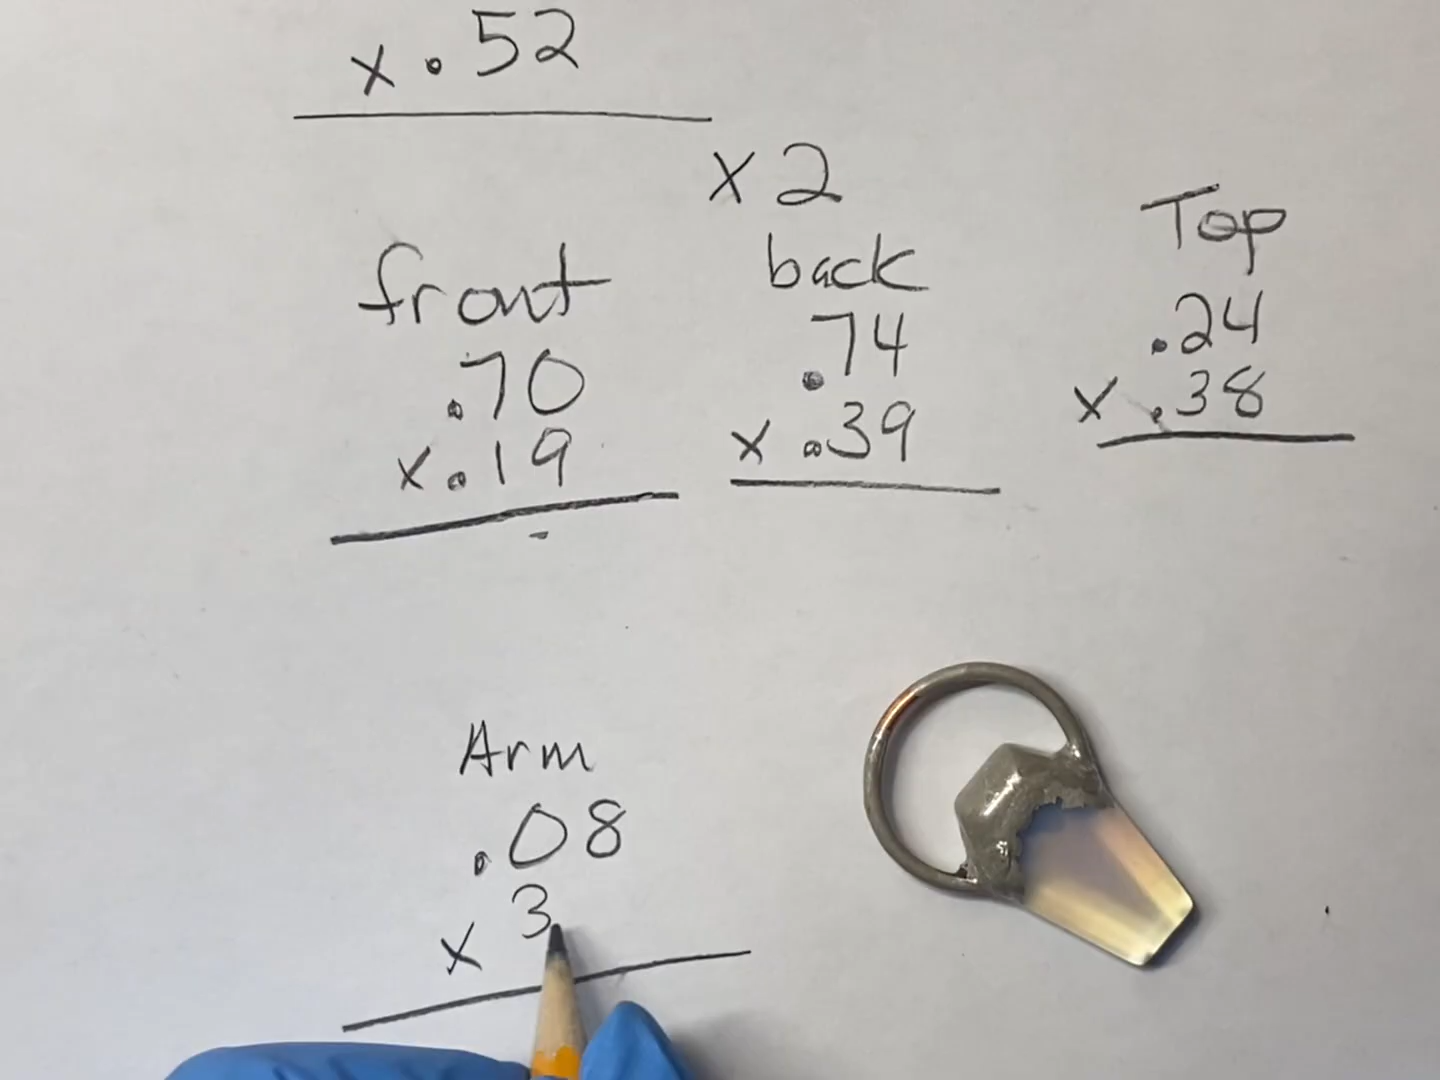 x .52
x 2
front
.70
x .19
back
.74
x .39
Top
.24
x .38
Arm
.08
x 3.